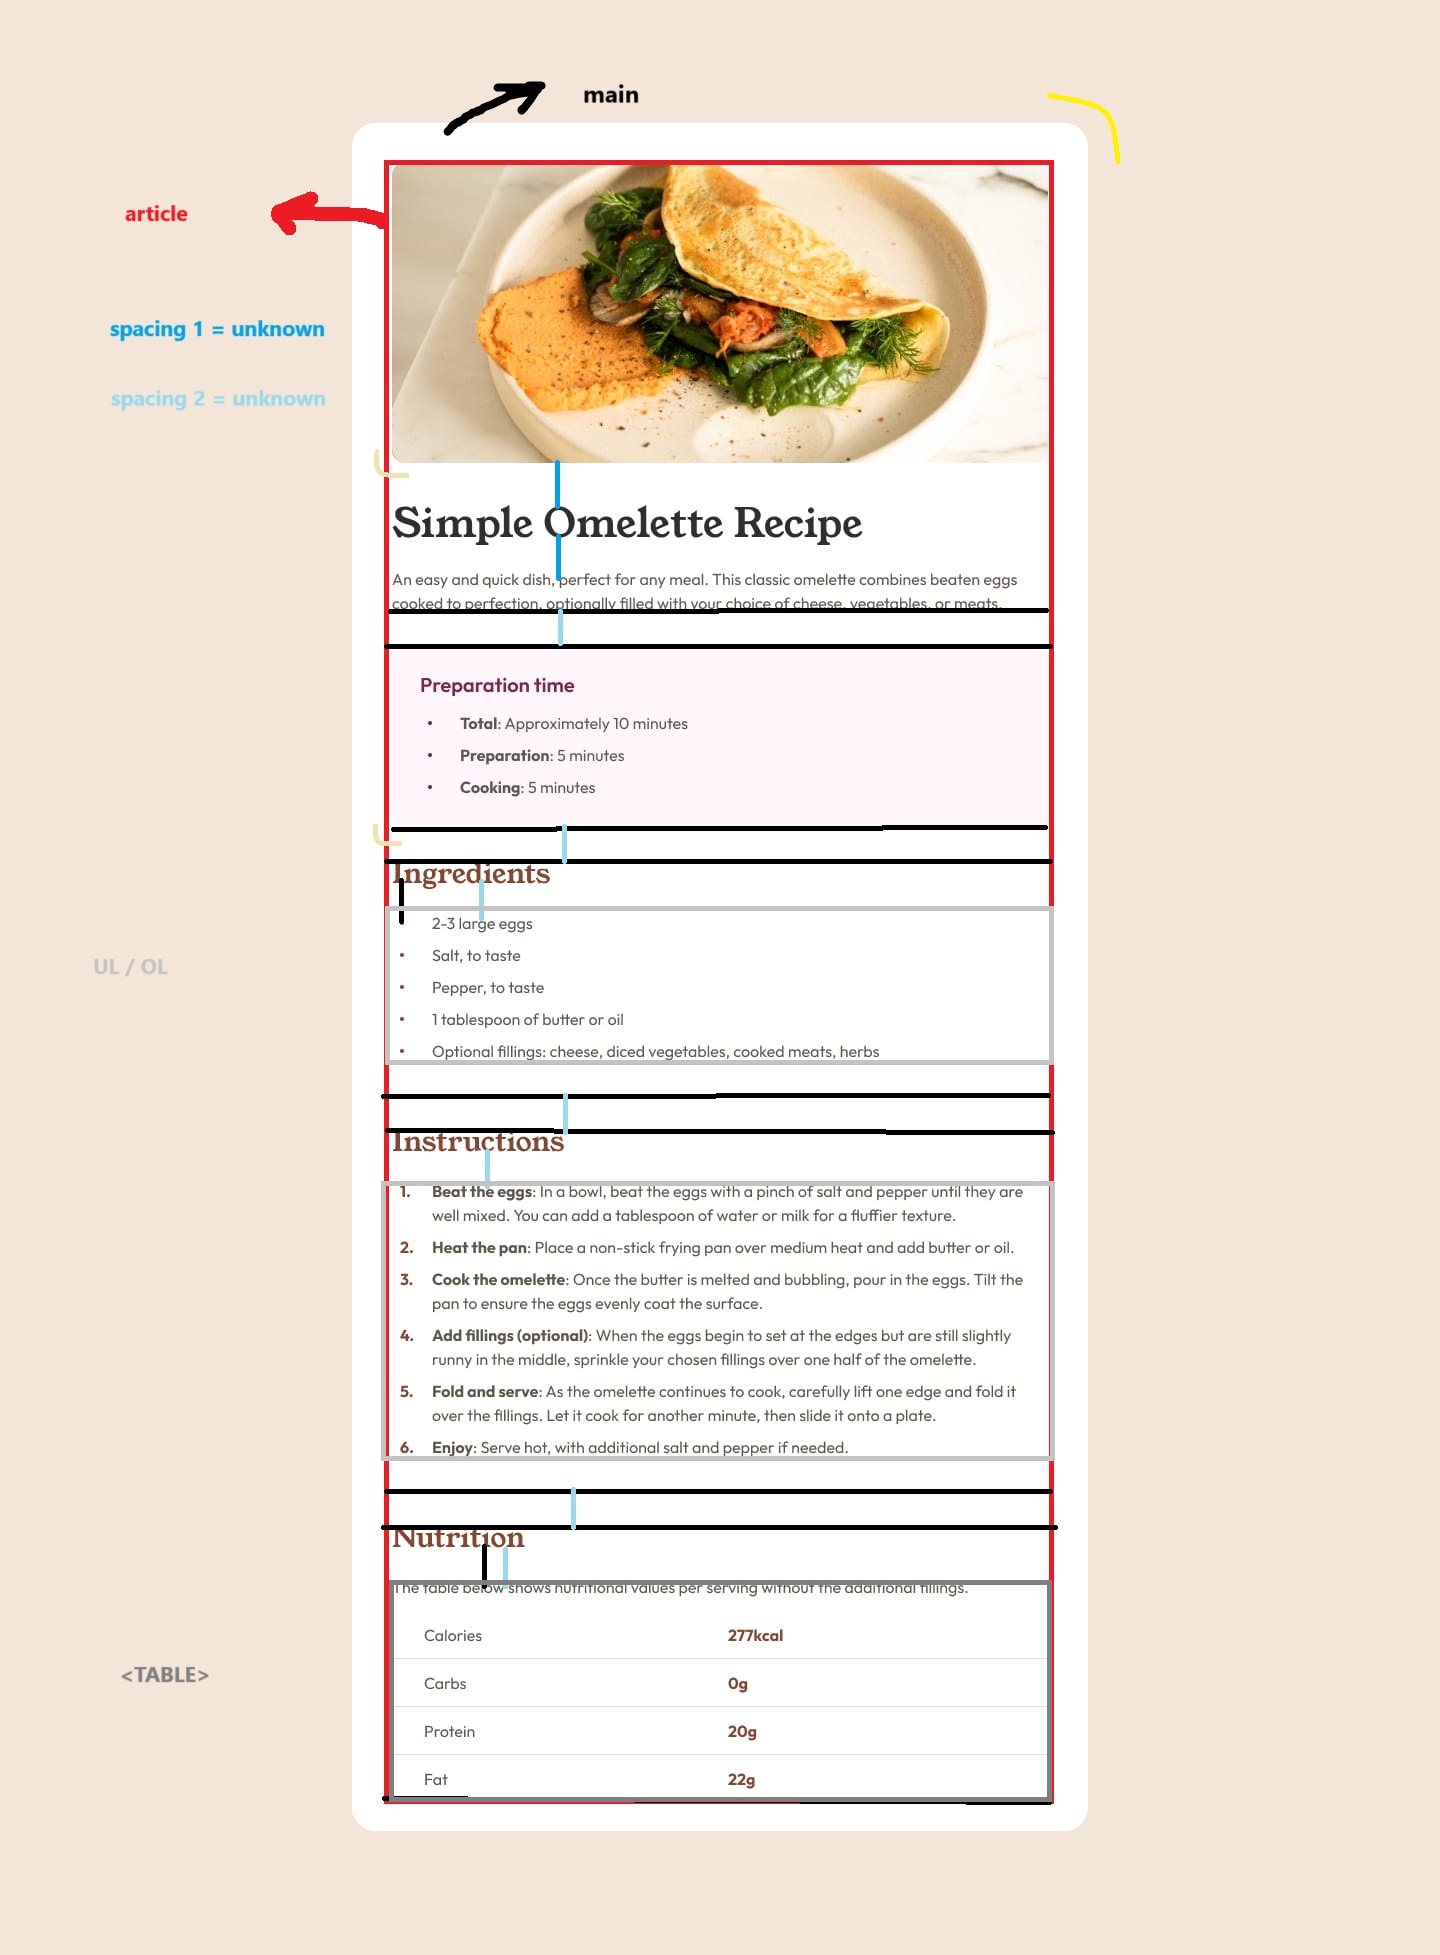 main
article
spacing 1 = unknown
spacing 2 = unknown
Simple Omelette Recipe
An easy and quick dish, perfect for any meal. This classic omelette combines beaten eggs
cooked to perfection, optionally filled with your choice of cheese, vegetables, or meats.
Preparation time
• Total: Approximately 10 minutes
• Preparation: 5 minutes
• Cooking: 5 minutes
Ingredients
2-3 large eggs
• Salt, to taste
• Pepper, to taste
• 1 tablespoon of butter or oil
• Optional fillings: cheese, diced vegetables, cooked meats, herbs
UL / OL
Instructions
1. Beat the eggs: In a bowl, beat the eggs with a pinch of salt and pepper until they are
well mixed. You can add a tablespoon of water or milk for a fluffier texture.
2. Heat the pan: Place a non-stick frying pan over medium heat and add butter or oil.
3. Cook the omelette: Once the butter is melted and bubbling, pour in the eggs. Tilt the
pan to ensure the eggs evenly coat the surface.
4. Add fillings (optional): When the eggs begin to set at the edges but are still slightly
runny in the middle, sprinkle your chosen fillings over one half of the omelette.
5. Fold and serve: As the omelette continues to cook, carefully lift one edge and fold it
over the fillings. Let it cook for another minute, then slide it onto a plate.
6. Enjoy: Serve hot, with additional salt and pepper if needed.
Nutrition
The table below shows nutritional values per serving without the additional fillings.
Calories 277kcal
<TABLE>
Carbs 0g
Protein 20g
Fat 22g